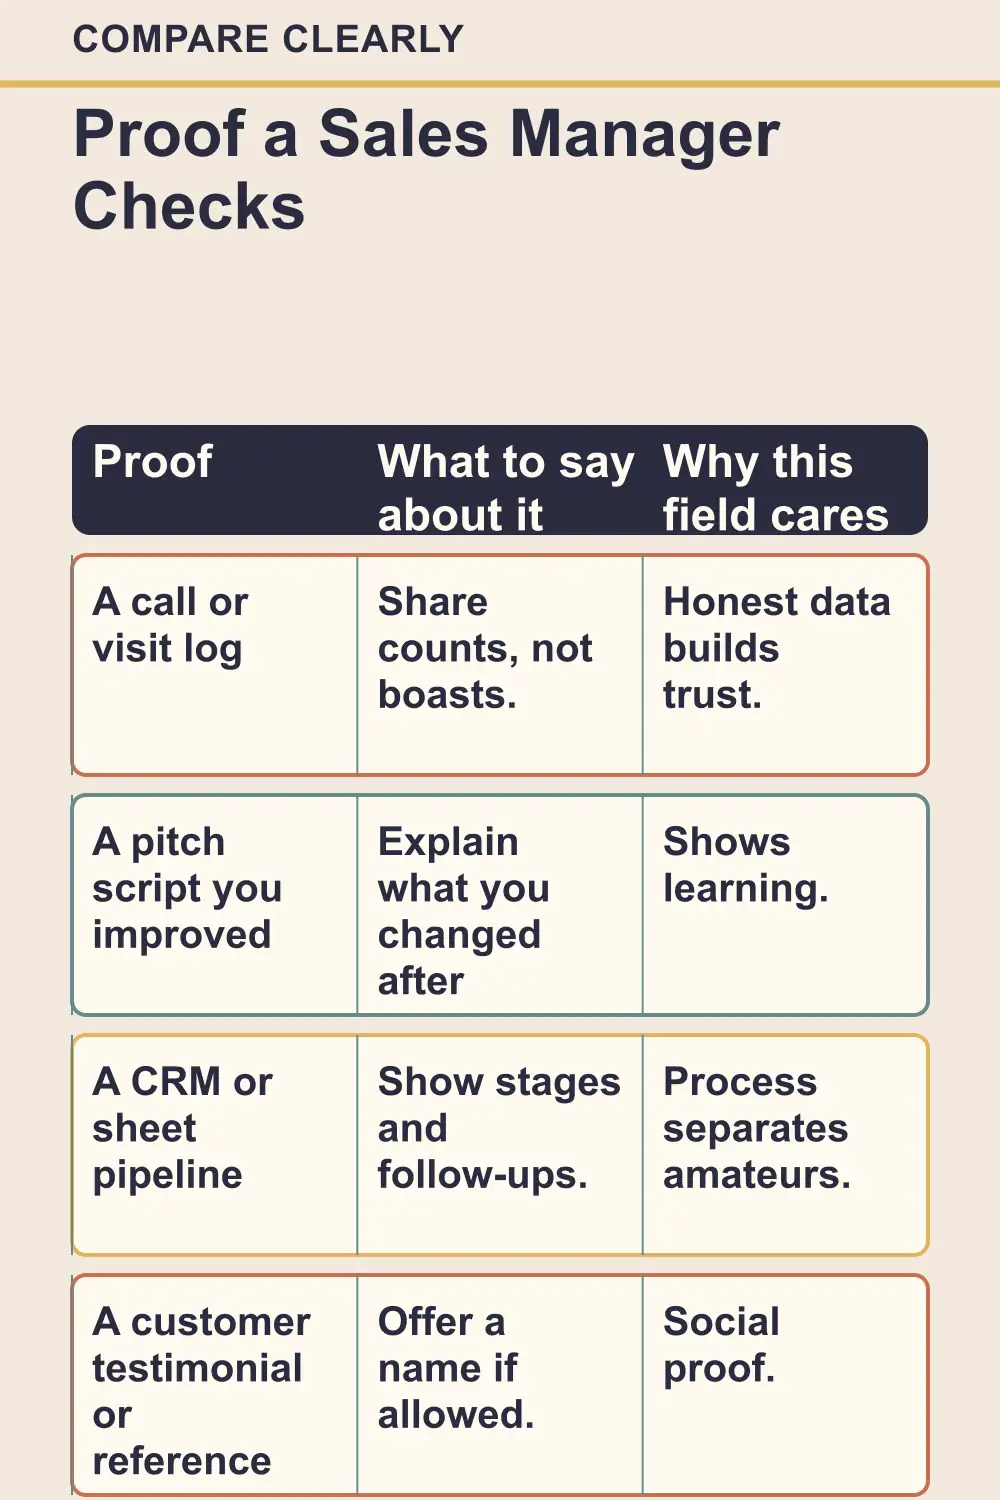 COMPARE CLEARLY
Proof a Sales Manager
Checks
Proof
What to say
about it
Why this
field cares
A call or
visit log
Share
counts, not
boasts.
Honest data
builds
trust.
A pitch
script you
improved
Explain
what you
changed
after
Shows
learning.
A CRM or
sheet
pipeline
Show stages
and
follow-ups.
Process
separates
amateurs.
A customer
testimonial
or
reference
Offer a
name if
allowed.
Social
proof.